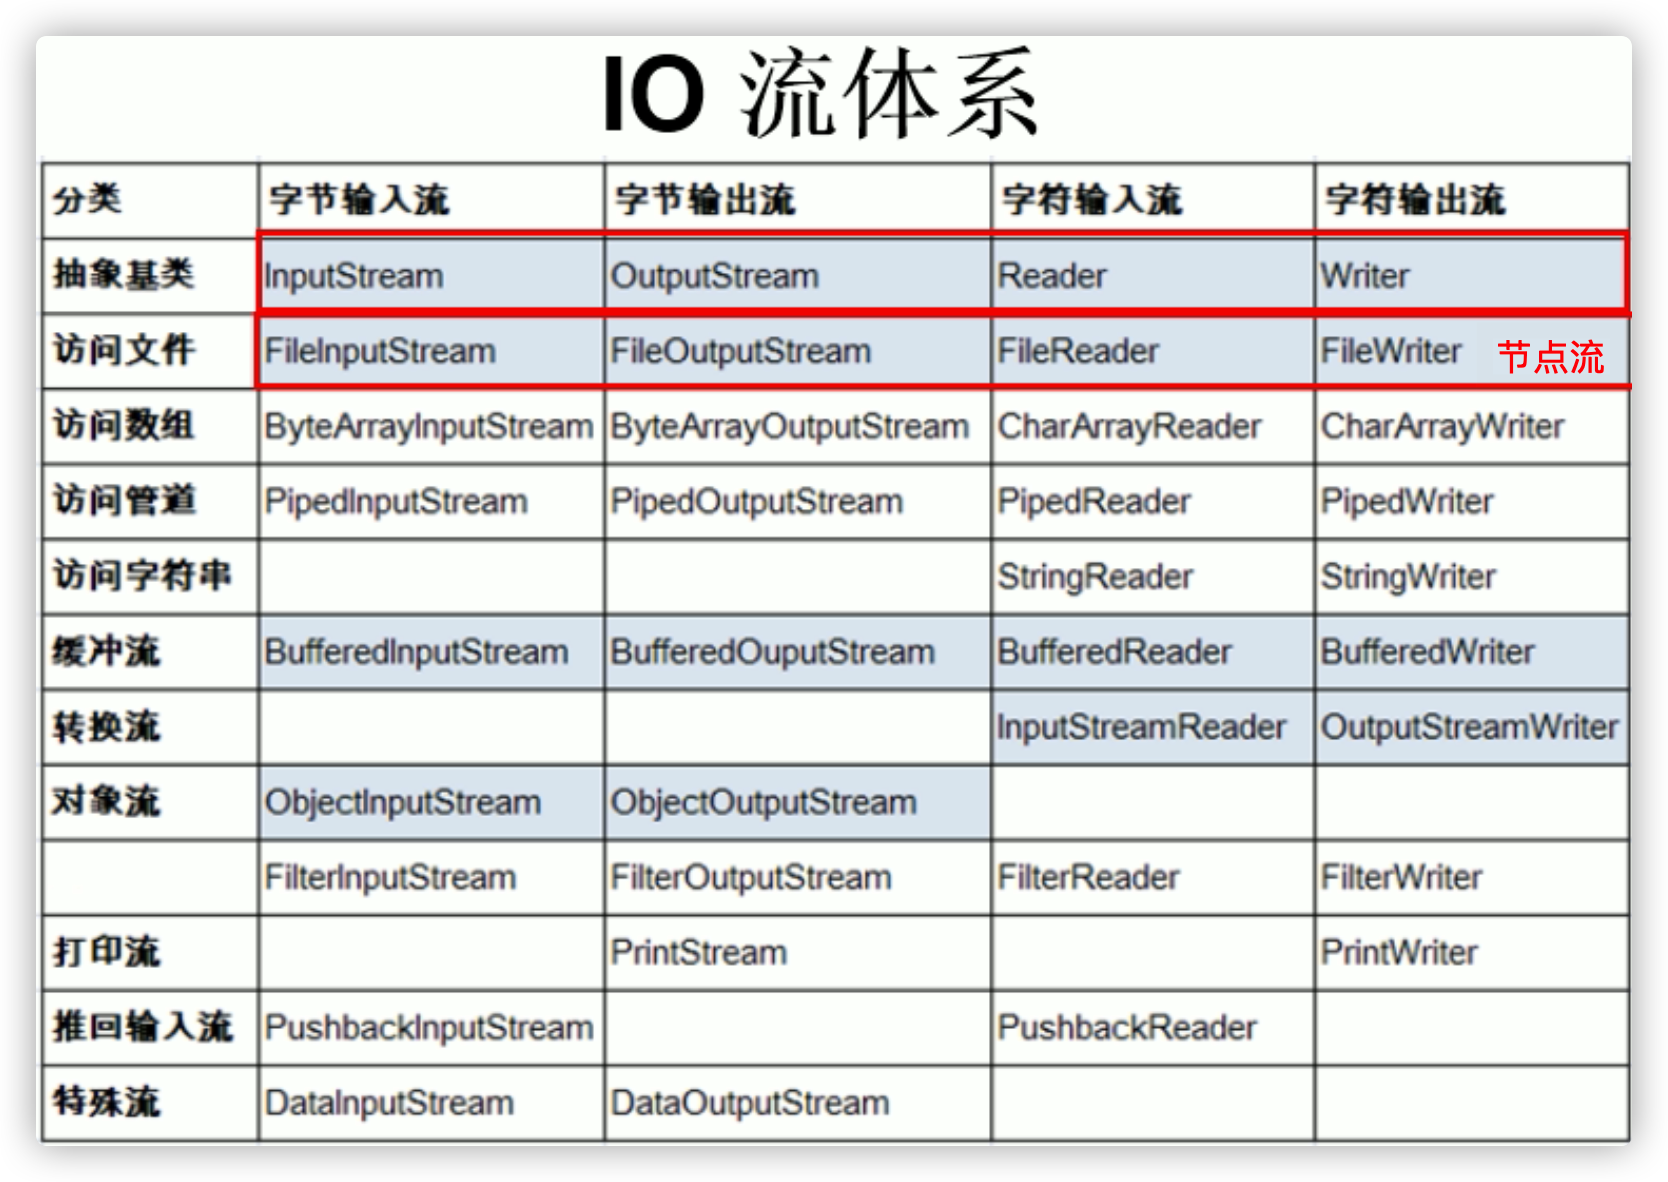 IO 流体系
分类 字节输入流 字节输出流 字符输入流 字符输出流
抽象基类 InputStream OutputStream Reader Writer
访问文件 FileInputStream FileOutputStream FileReader FileWriter 节点流
访问数组 ByteArrayInputStream ByteArrayOutputStream CharArrayReader CharArrayWriter
访问管道 PipedInputStream PipedOutputStream PipedReader PipedWriter
访问字符串 StringReader StringWriter
缓冲流 BufferedInputStream BufferedOuputStream BufferedReader BufferedWriter
转换流 InputStreamReader OutputStreamWriter
对象流 ObjectInputStream ObjectOutputStream
FilterInputStream FilterOutputStream FilterReader FilterWriter
打印流 PrintStream PrintWriter
推回输入流 PushbackInputStream PushbackReader
特殊流 DataInputStream DataOutputStream